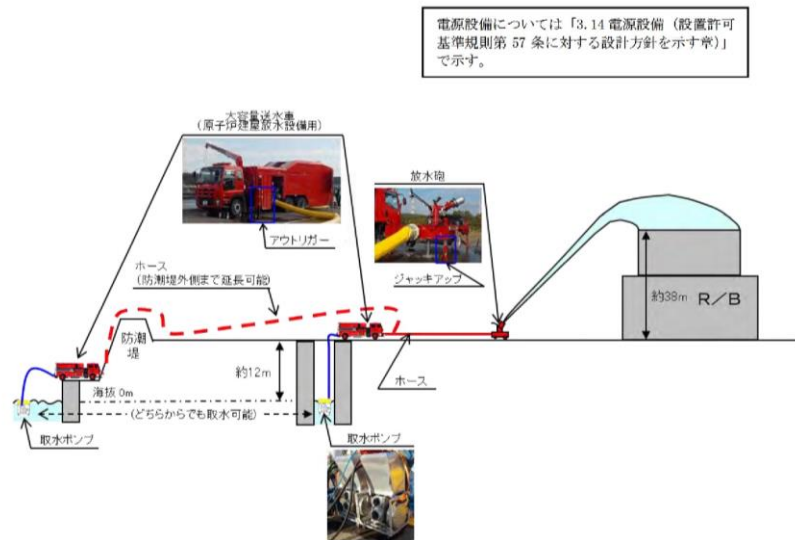 電源設備については「3.14 電源設備(設置許可
基準規則第 57 条に対する設計方針を示す章)」
で示す。
大容量送水車
(原子炉建屋放水設備用)
放水砲
アウトリガー
ジャッキアップ
ホース
(防潮堤外側まで延長可能)
約38m
R/B
防潮
堤
約12m
ホース
海抜 0m
(どちらからでも取水可能)
取水ポンプ
取水ポンプ